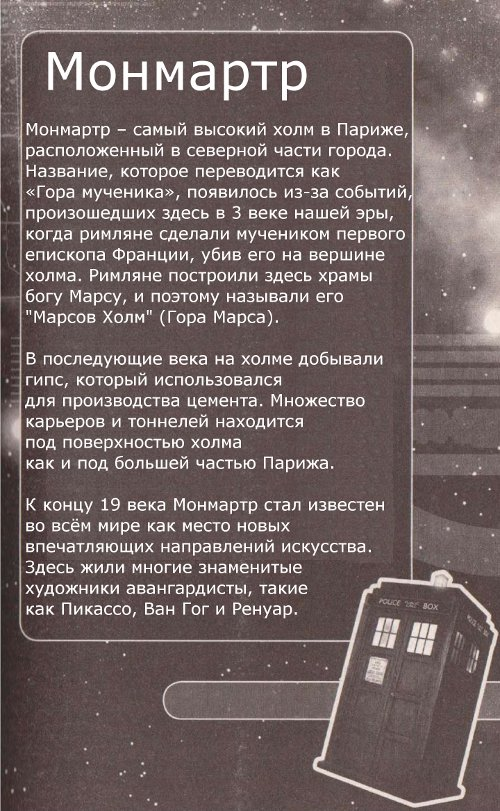 Монмартр
Монмартр – самый высокий холм в Париже,
расположенный в северной части города.
Название, которое переводится как
«Гора мученика», появилось из-за событий,
произошедших здесь в 3 веке нашей эры,
когда римляне сделали мучеником первого
епископа Франции, убив его на вершине
холма. Римляне построили здесь храмы
богу Марсу, и поэтому называли его
"Марсов Холм" (Гора Марса).
В последующие века на холме добывали
гипс, который использовался
для производства цемента. Множество
карьеров и тоннелей находится
под поверхностью холма
как и под большей частью Парижа.
К концу 19 века Монмартр стал известен
во всём мире как место новых
впечатляющих направлений искусства.
Здесь жили многие знаменитые
художники авангардисты, такие
как Пикассо, Ван Гог и Ренуар.
POLICE BOX